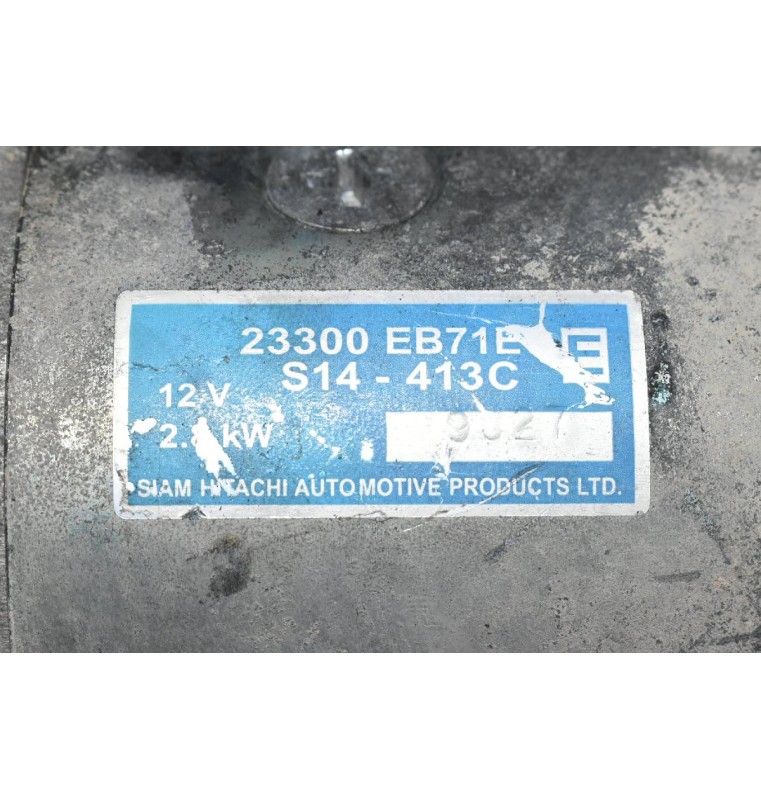 23300 EB71E E
S14 - 413C
12 V
kW
SIAM HITACHI AUTOMOTIVE PRODUCTS LTD.